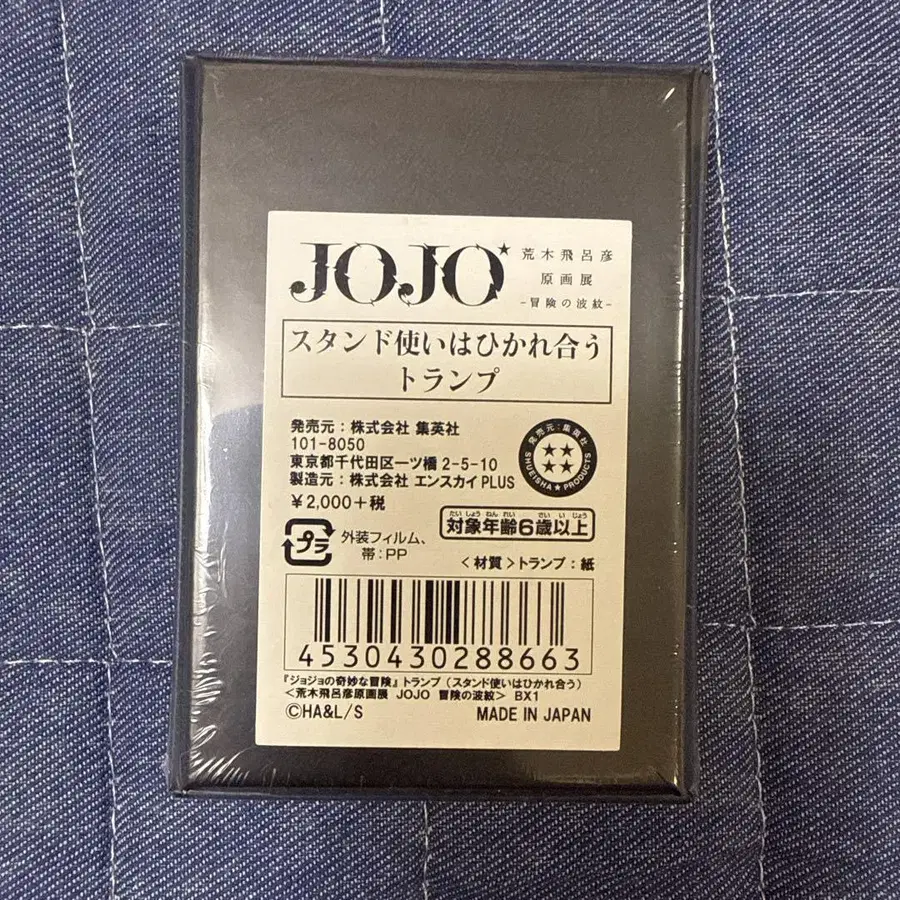 JOJO
荒木飛呂彦
原画展
-冒険の波紋-
スタンド使いはひかれ合う
トランプ
発売元：株式会社 集英社
101-8050
東京都千代田区一ツ橋 2-5-10
製造元：株式会社 エンスカイ PLUS
￥2,000＋税
発売元：集英社
SHUEISHA★PRODUCTS
プラ
外装フィルム、
帯：PP
たいしょうねんれい さいいじょう
対象年齢6歳以上
＜材質＞トランプ：紙
4530430288663
『ジョジョの奇妙な冒険』トランプ（スタンド使いはひかれ合う）
＜荒木飛呂彦原画展 JOJO 冒険の波紋＞ BX1
©HA&L/S
MADE IN JAPAN